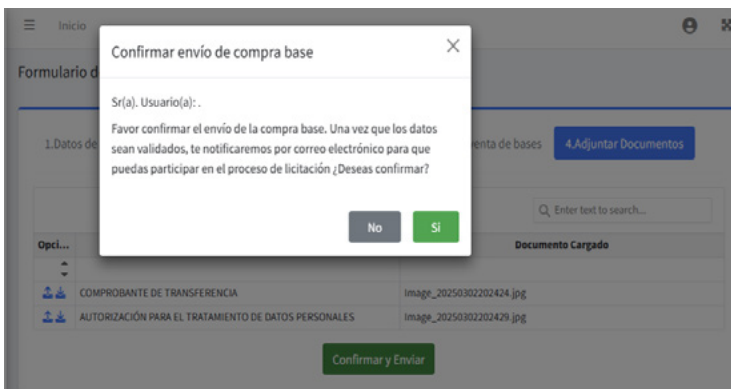 Inicio
Formulario d
Confirmar envío de compra base
Sr(a). Usuario(a): .
Favor confirmar el envío de la compra base. Una vez que los datos
sean validados, te notificaremos por correo electrónico para que
puedas participar en el proceso de licitación ¿Deseas confirmar?
No
Si
1.Datos de
enta de bases
4.Adjuntar Documentos
Enter text to search...
Opci...
Documento Cargado
COMPROBANTE DE TRANSFERENCIA
Image_20250302202424.jpg
AUTORIZACIÓN PARA EL TRATAMIENTO DE DATOS PERSONALES
Image_20250302202429.jpg
Confirmar y Enviar